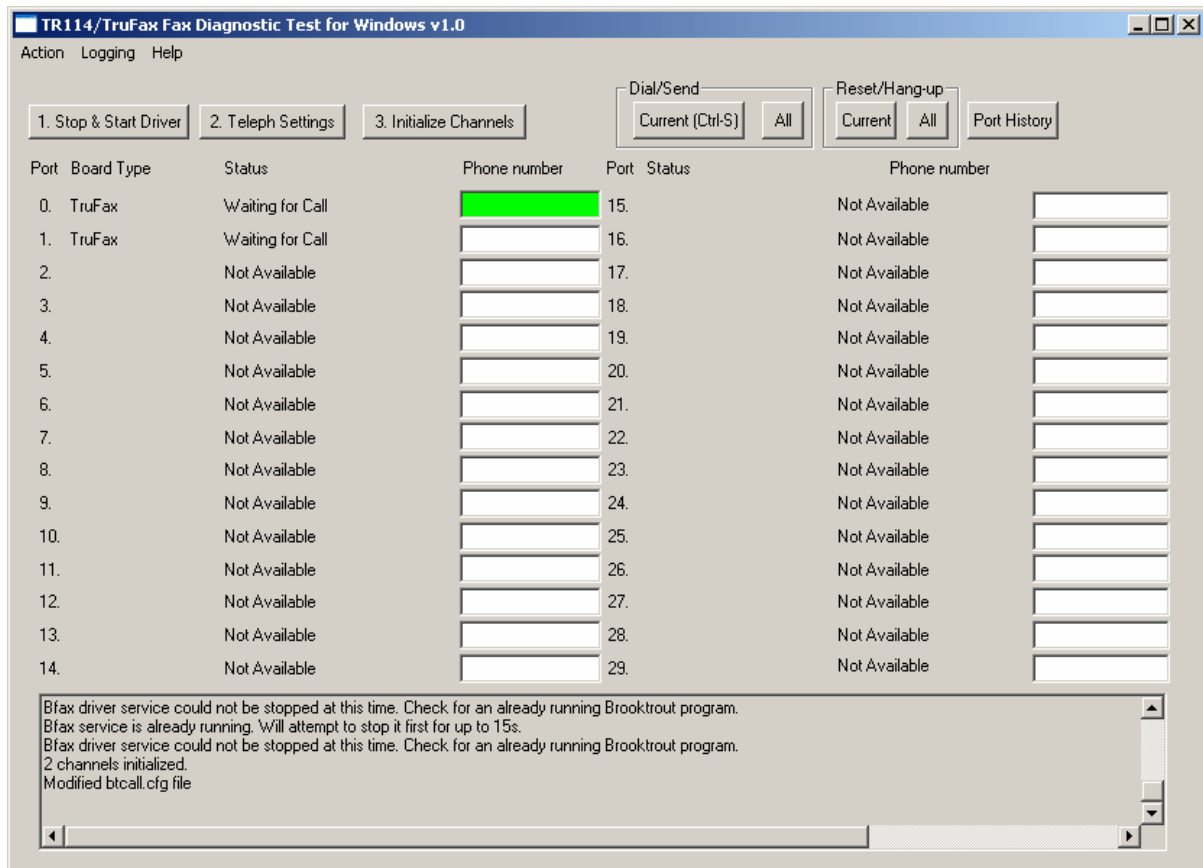 TR114/TruFax Fax Diagnostic Test for Windows v1.0
Action Logging Help
Dial/Send Reset/Hang-up
1. Stop & Start Driver 2. Teleph Settings 3. Initialize Channels Current (Ctrl-S) All Current All Port History
Port Board Type Status Phone number Port Status Phone number
0. TruFax Waiting for Call 15. Not Available
1. TruFax Waiting for Call 16. Not Available
2. Not Available 17. Not Available
3. Not Available 18. Not Available
4. Not Available 19. Not Available
5. Not Available 20. Not Available
6. Not Available 21. Not Available
7. Not Available 22. Not Available
8. Not Available 23. Not Available
9. Not Available 24. Not Available
10. Not Available 25. Not Available
11. Not Available 26. Not Available
12. Not Available 27. Not Available
13. Not Available 28. Not Available
14. Not Available 29. Not Available
Bfax driver service could not be stopped at this time. Check for an already running Brooktrout program.
Bfax service is already running. Will attempt to stop it first for up to 15s.
Bfax driver service could not be stopped at this time. Check for an already running Brooktrout program.
2 channels initialized.
Modified btcall.cfg file